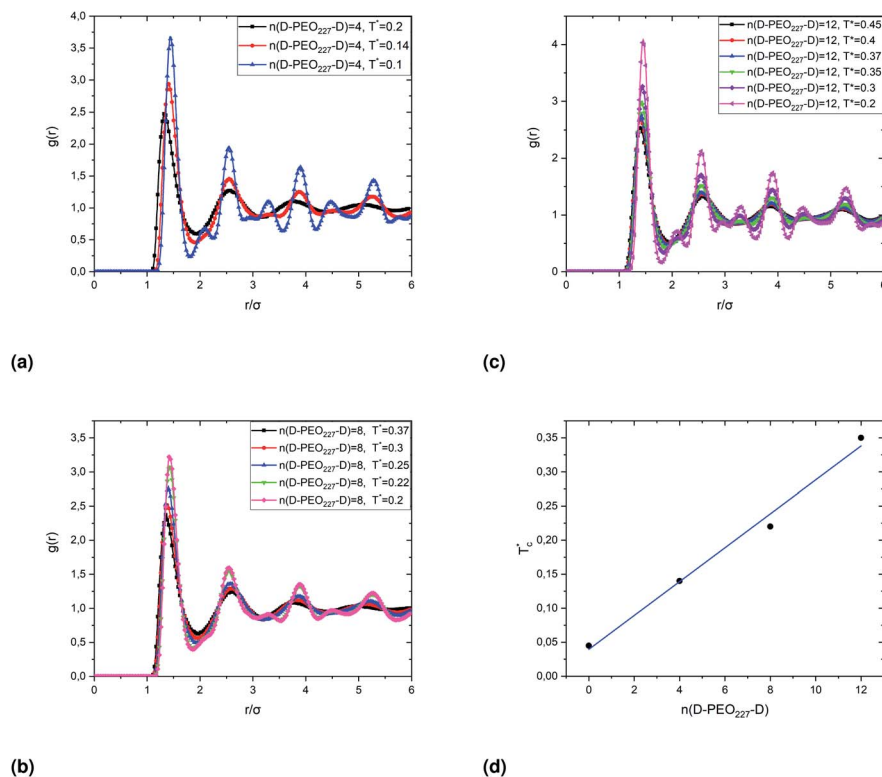 4,0
3,5
3,0
2,5
2,0
1,5
1,0
0,5
0,0
g(r)
0 1 2 3 4 5 6
r/σ
n(D-PEO227-D)=4, T*=0.2
n(D-PEO227-D)=4, T*=0.14
n(D-PEO227-D)=4, T*=0.1
(a)
5
4
3
2
1
0
g(r)
0 1 2 3 4 5 6
r/σ
n(D-PEO227-D)=12, T*=0.45
n(D-PEO227-D)=12, T*=0.4
n(D-PEO227-D)=12, T*=0.37
n(D-PEO227-D)=12, T*=0.35
n(D-PEO227-D)=12, T*=0.3
n(D-PEO227-D)=12, T*=0.2
(c)
3,5
3,0
2,5
2,0
1,5
1,0
0,5
0,0
g(r)
0 1 2 3 4 5 6
r/σ
n(D-PEO227-D)=8, T*=0.37
n(D-PEO227-D)=8, T*=0.3
n(D-PEO227-D)=8, T*=0.25
n(D-PEO227-D)=8, T*=0.22
n(D-PEO227-D)=8, T*=0.2
(b)
0,35
0,30
0,25
0,20
0,15
0,10
0,05
0,00
T*c
0 2 4 6 8 10 12
n(D-PEO227-D)
(d)